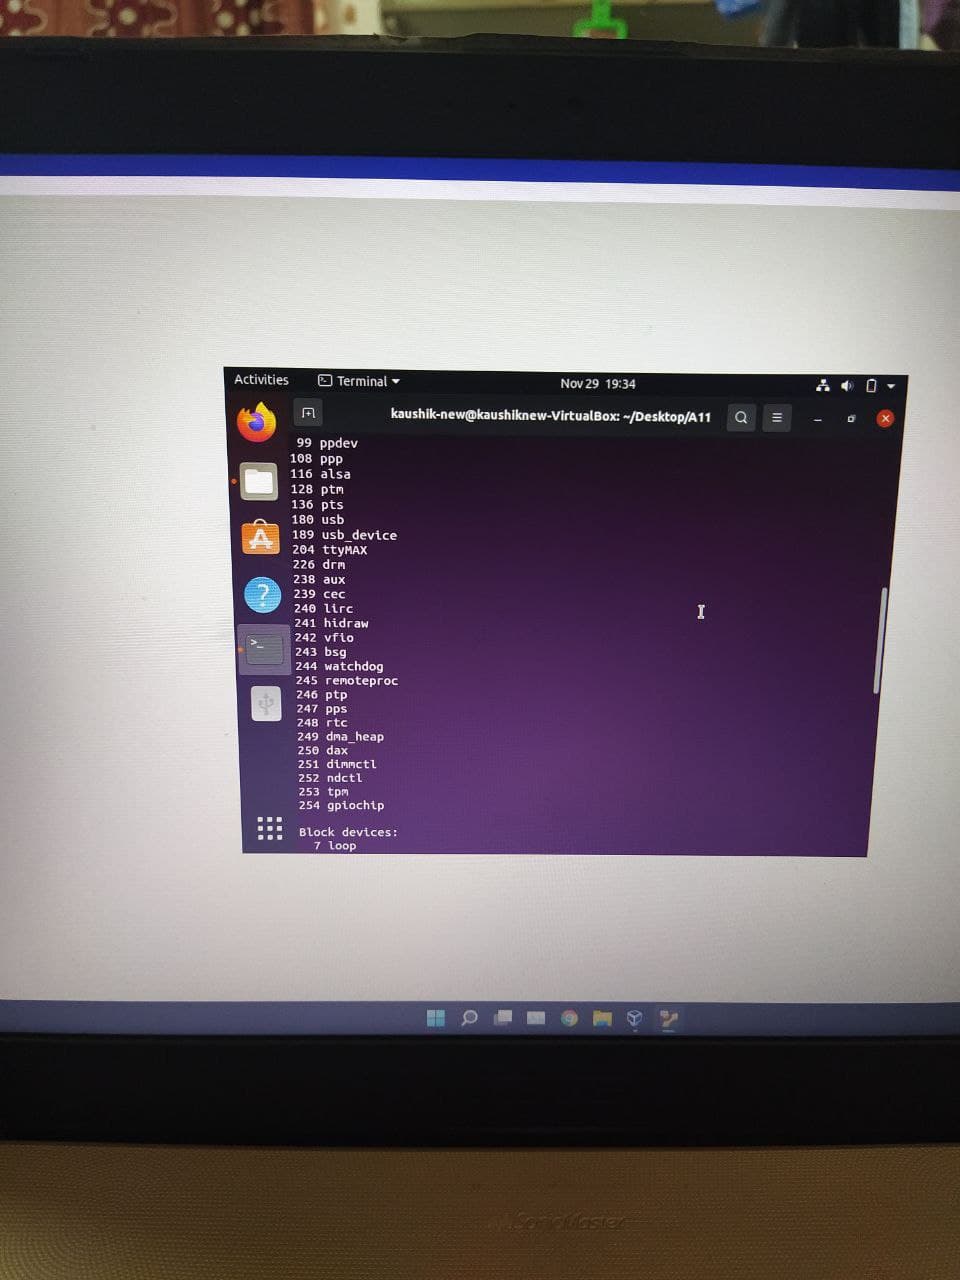 Activities
Terminal
Nov 29 19:34
kaushik-new@kaushiknew-VirtualBox: ~/Desktop/A11
99 ppdev
108 ppp
116 alsa
128 ptm
136 pts
180 usb
189 usb_device
204 ttyMAX
226 drm
238 aux
239 cec
240 lirc
241 hidraw
242 vfio
243 bsg
244 watchdog
245 remoteproc
246 ptp
247 pps
248 rtc
249 dma_heap
250 dax
251 dimmctl
252 ndctl
253 tpm
254 gpiochip
Block devices:
7 loop